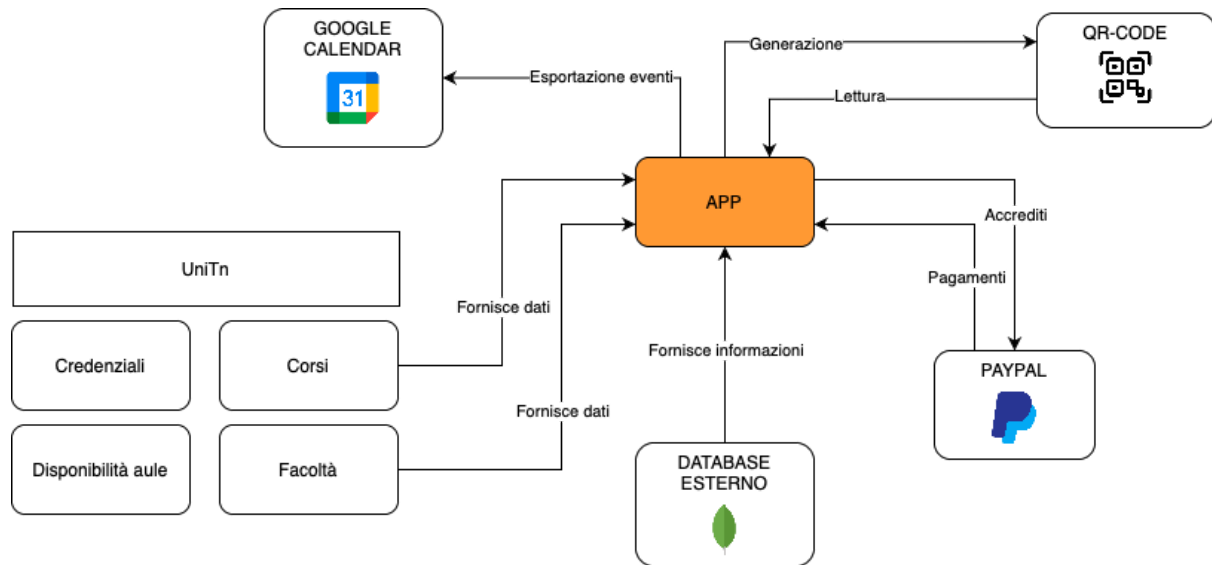 GOOGLE
CALENDAR
31
Esportazione eventi
Generazione
Lettura
QR-CODE
APP
Accrediti
Pagamenti
PAYPAL
UniTn
Credenziali
Corsi
Disponibilità aule
Facoltà
Fornisce dati
Fornisce dati
Fornisce informazioni
DATABASE
ESTERNO